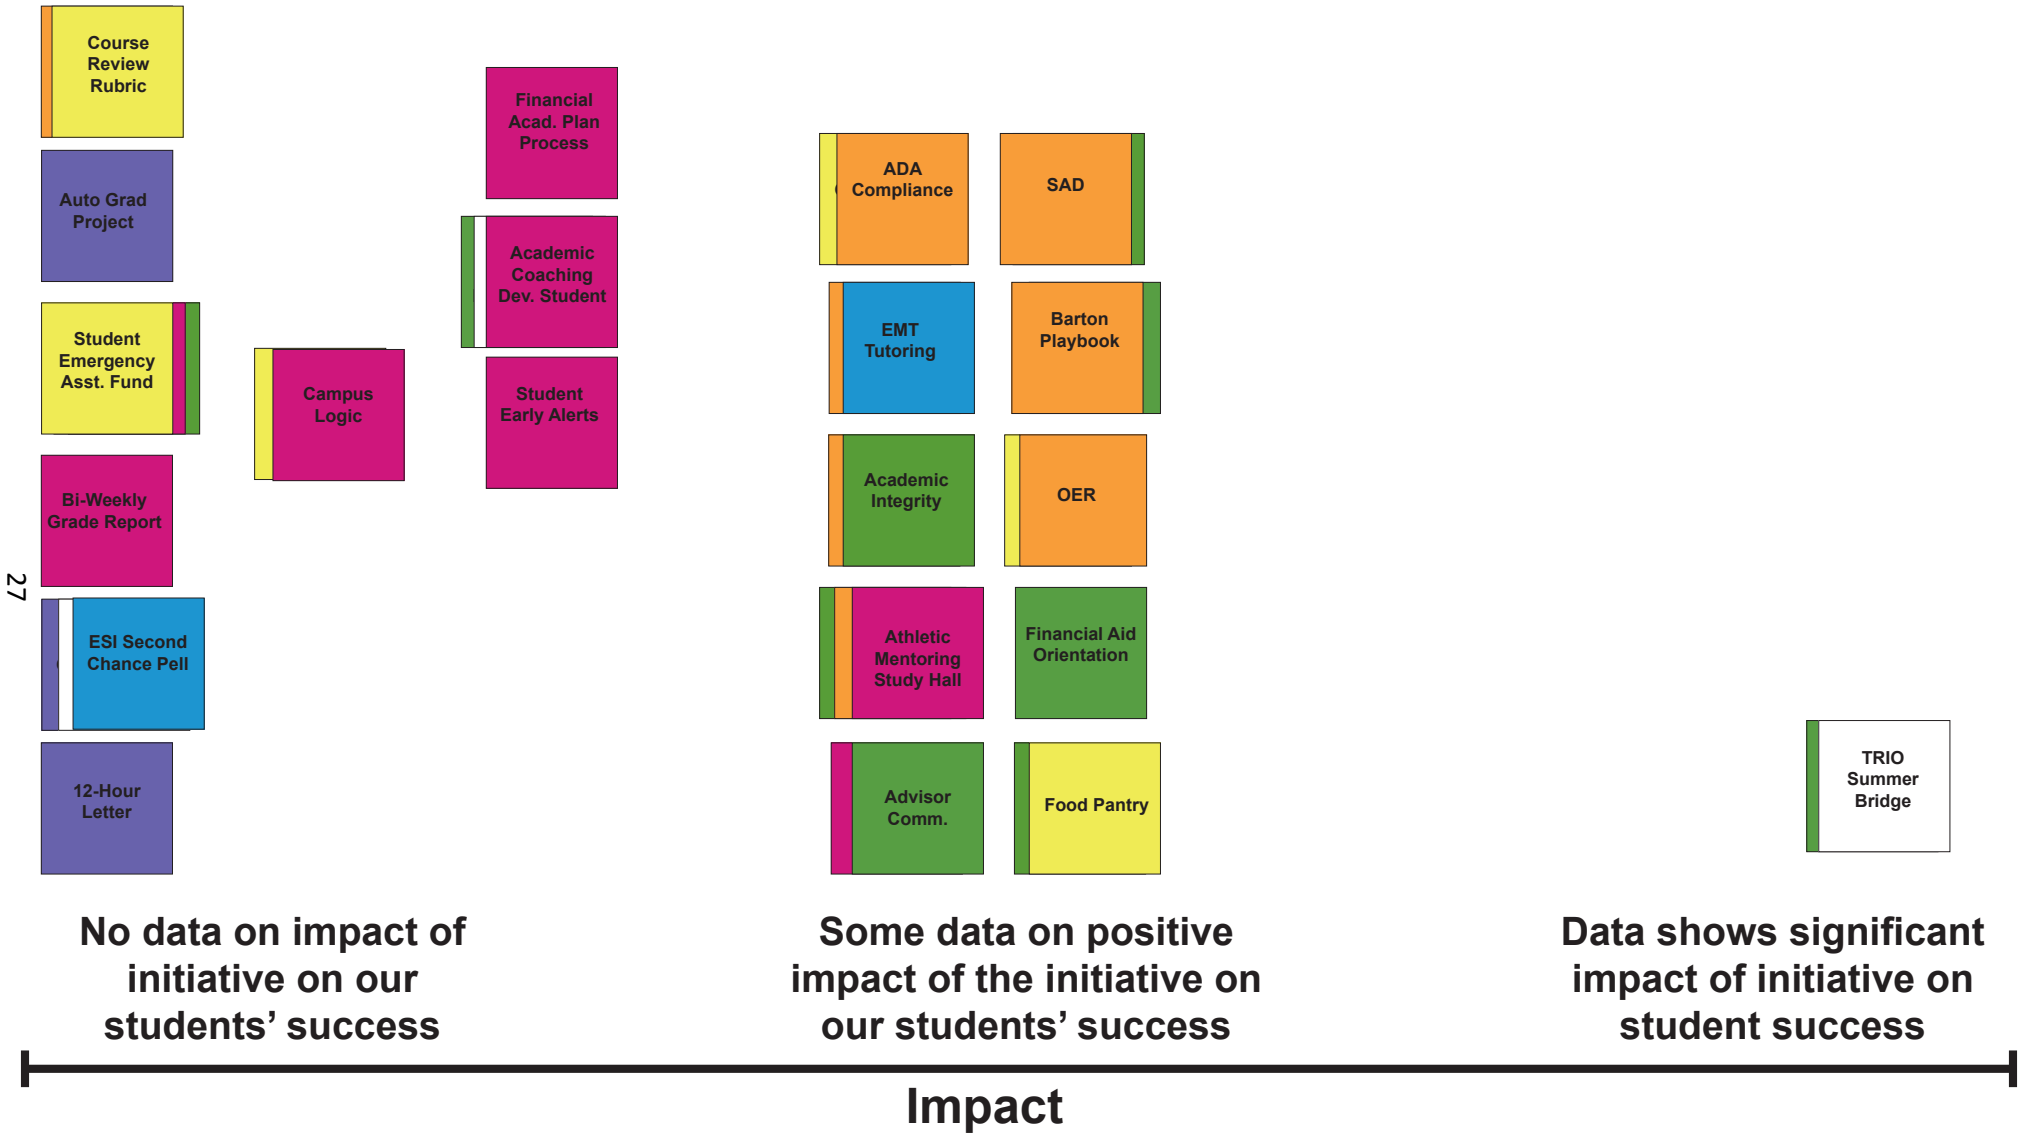 Course
Review
Rubric
Auto Grad
Project
Student
Emergency
Asst. Fund
Bi-Weekly
Grade Report
ESI Second
Chance Pell
12-Hour
Letter
Campus
Logic
Financial
Acad. Plan
Process
Academic
Coaching
Dev. Student
Student
Early Alerts
ADA
Compliance
EMT
Tutoring
Academic
Integrity
Athletic
Mentoring
Study Hall
Advisor
Comm.
SAD
Barton
Playbook
OER
Financial Aid
Orientation
Food Pantry
TRIO
Summer
Bridge
27
No data on impact of
initiative on our
students’ success
Some data on positive
impact of the initiative on
our students’ success
Data shows significant
impact of initiative on
student success
Impact